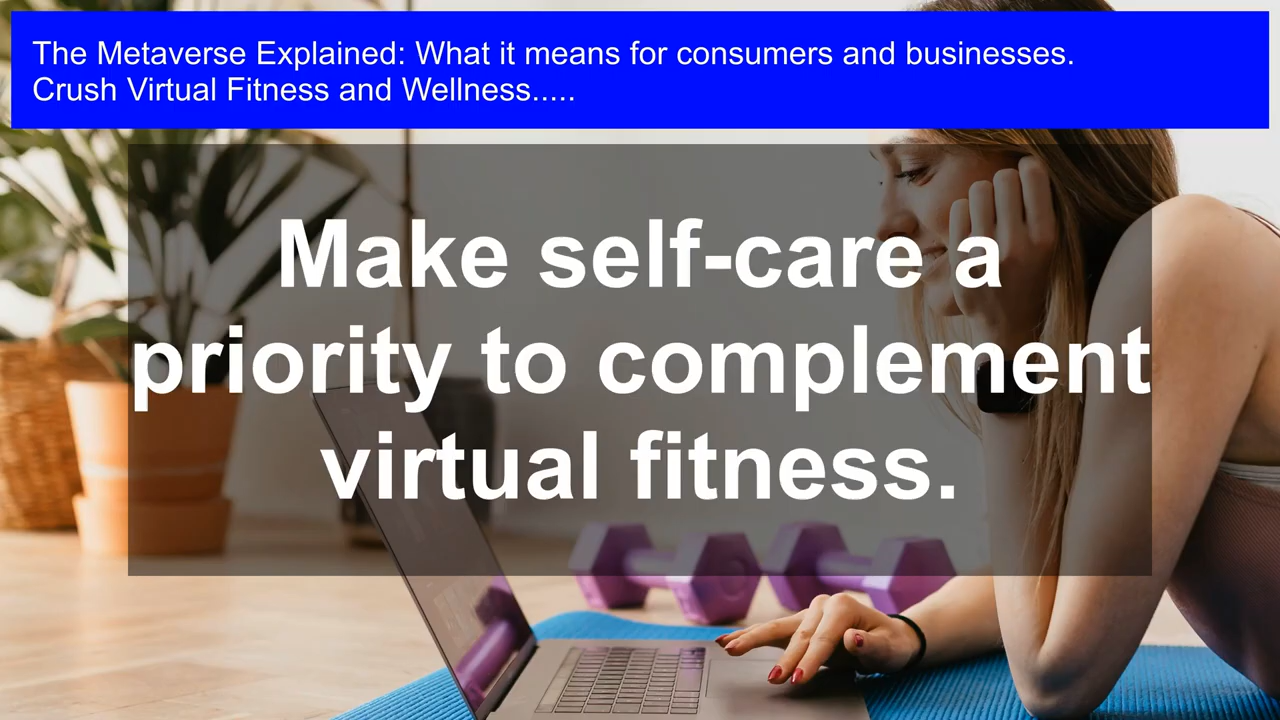 The Metaverse Explained: What it means for consumers and businesses.
Crush Virtual Fitness and Wellness.....
Make self-care a
priority to complement
virtual fitness.